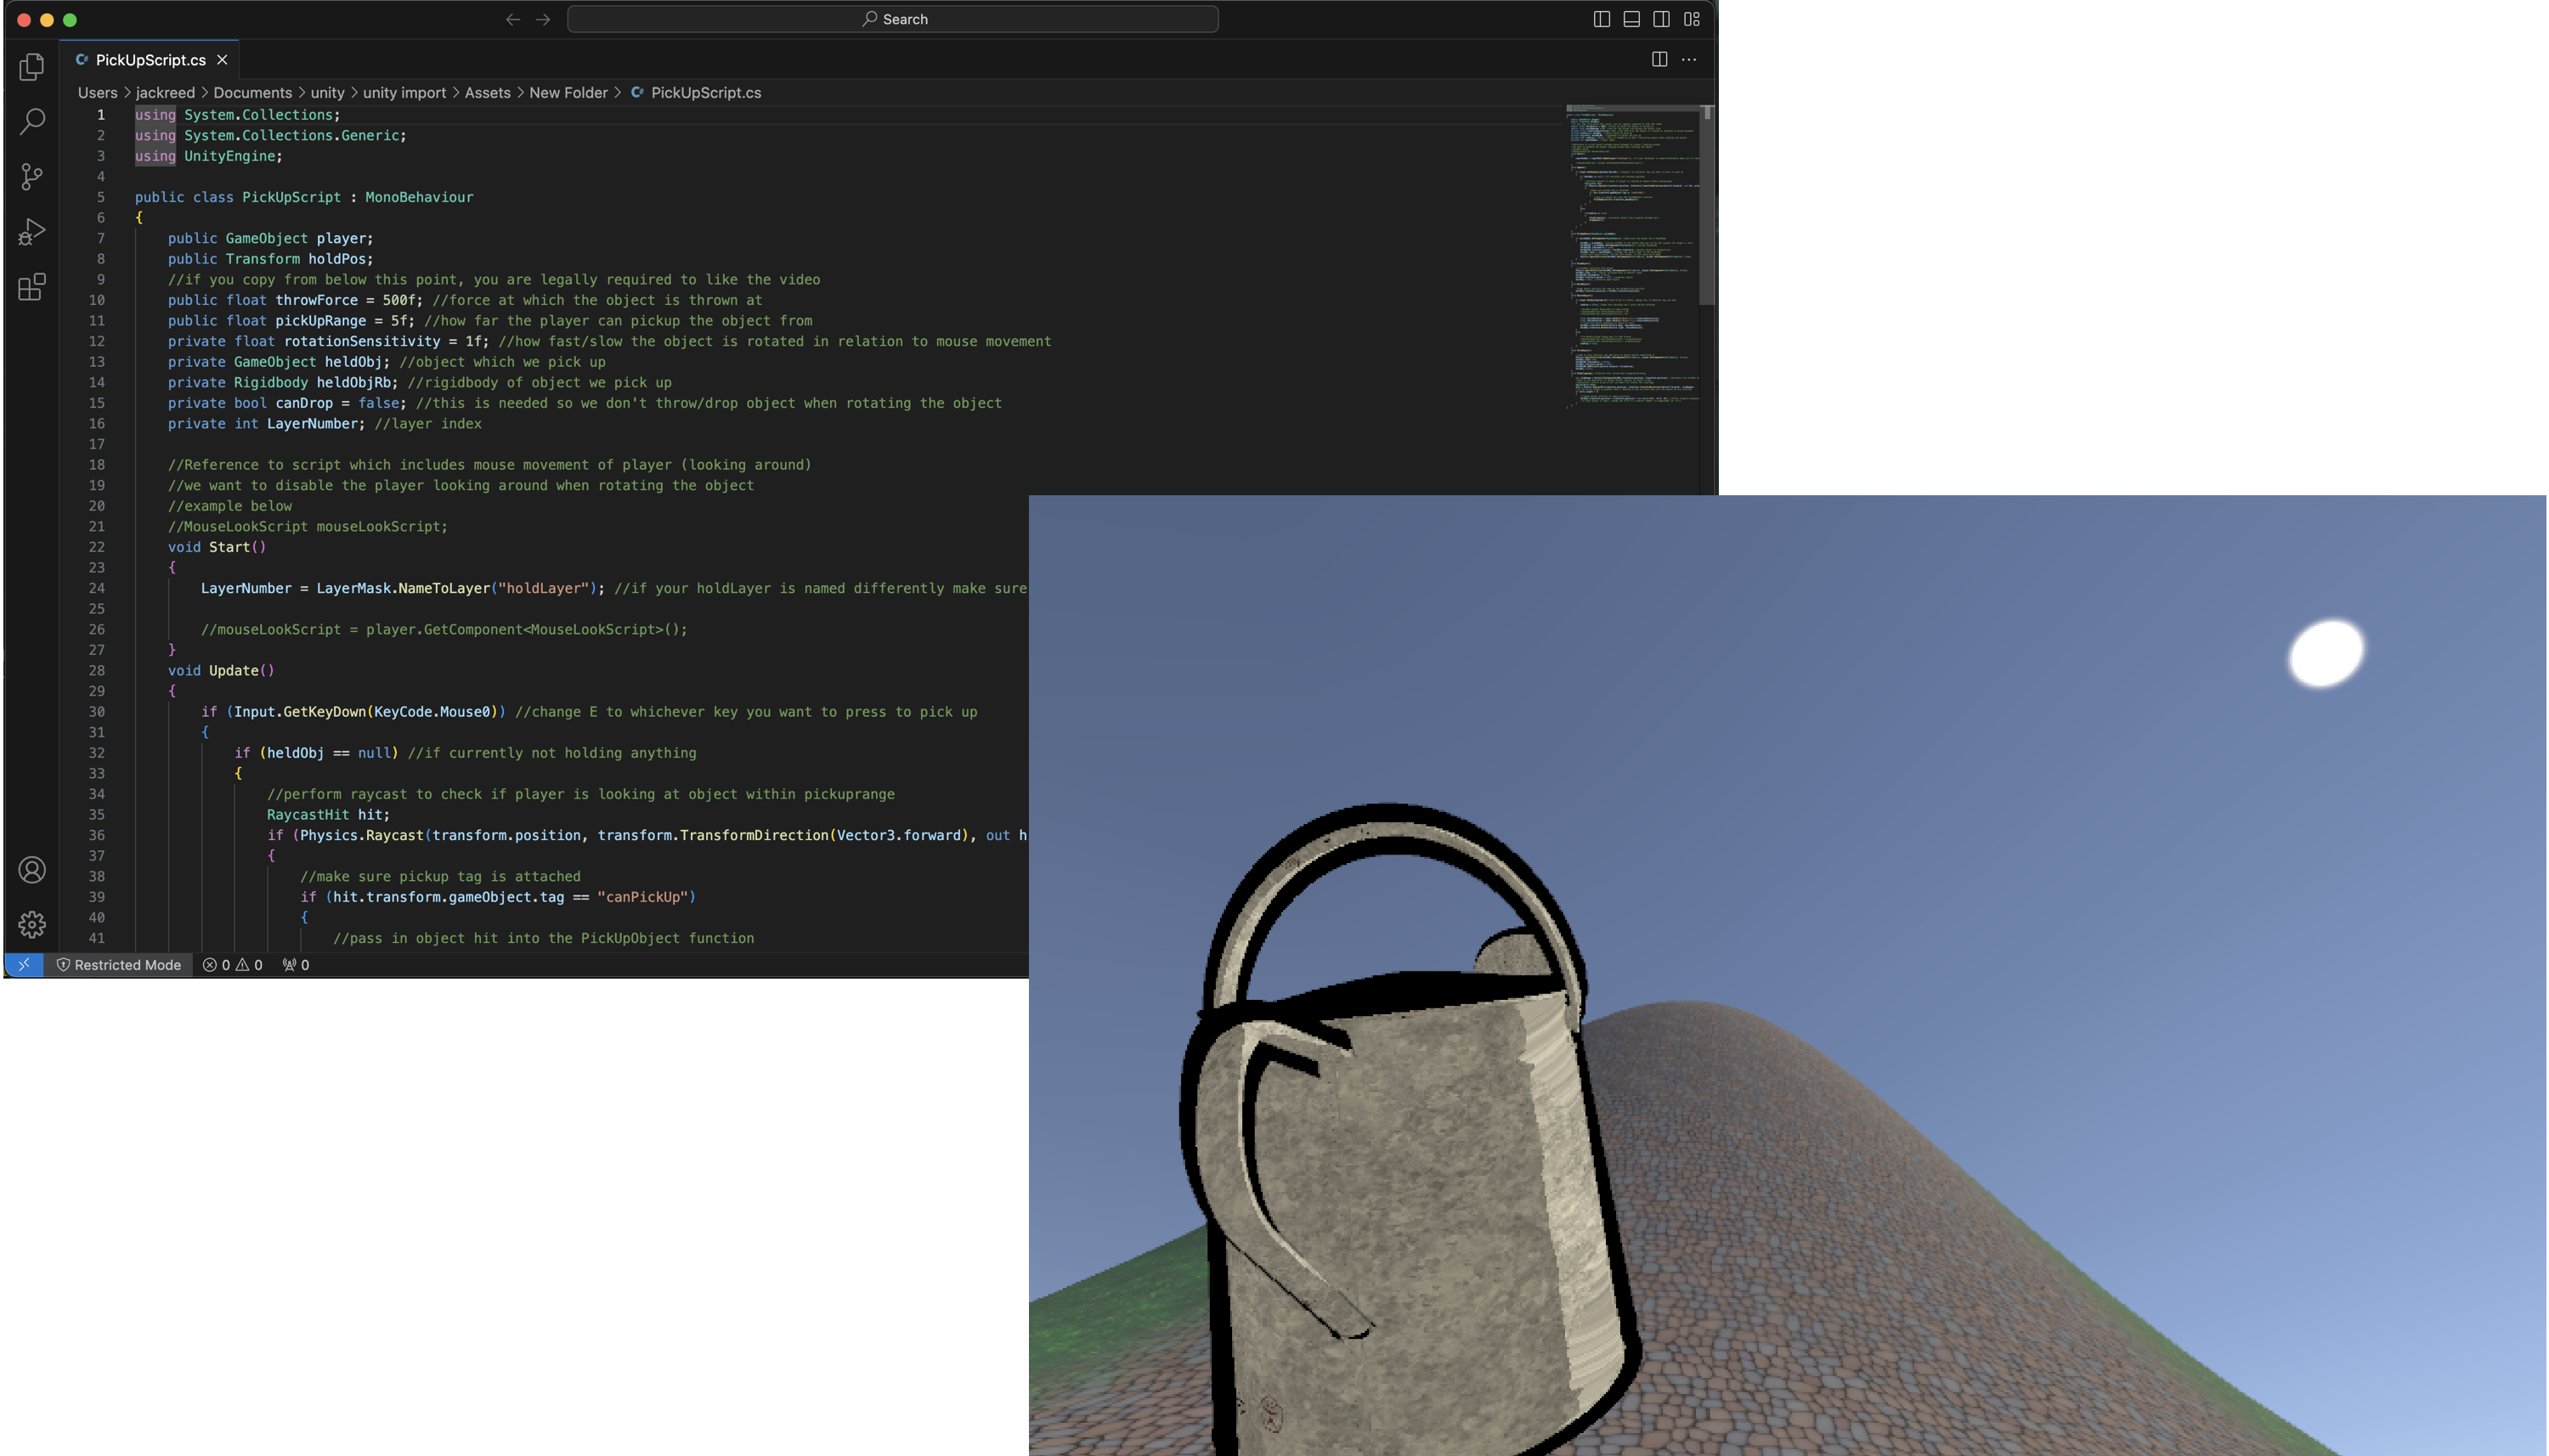 Search
PickUpScript.cs
Users > jackreed > Documents > unity > unity import > Assets > New Folder > PickUpScript.cs
1 using System.Collections;
2 using System.Collections.Generic;
3 using UnityEngine;
4
5 public class PickUpScript : MonoBehaviour
6 {
7 public GameObject player;
8 public Transform holdPos;
9 //if you copy from below this point, you are legally required to like the video
10 public float throwForce = 500f; //force at which the object is thrown at
11 public float pickUpRange = 5f; //how far the player can pickup the object from
12 private float rotationSensitivity = 1f; //how fast/slow the object is rotated in relation to mouse movement
13 private GameObject heldObj; //object which we pick up
14 private Rigidbody heldObjRb; //rigidbody of object we pick up
15 private bool canDrop = false; //this is needed so we don't throw/drop object when rotating the object
16 private int LayerNumber; //layer index
17
18 //Reference to script which includes mouse movement of player (looking around)
19 //we want to disable the player looking around when rotating the object
20 //example below
21 //MouseLookScript mouseLookScript;
22 void Start()
23 {
24 LayerNumber = LayerMask.NameToLayer("holdLayer"); //if your holdLayer is named differently make sure
25
26 //mouseLookScript = player.GetComponent<MouseLookScript>();
27 }
28 void Update()
29 {
30 if (Input.GetKeyDown(KeyCode.Mouse0)) //change E to whichever key you want to press to pick up
31 {
32 if (heldObj == null) //if currently not holding anything
33 {
34 //perform raycast to check if player is looking at object within pickuprange
35 RaycastHit hit;
36 if (Physics.Raycast(transform.position, transform.TransformDirection(Vector3.forward), out h
37 {
38 //make sure pickup tag is attached
39 if (hit.transform.gameObject.tag == "canPickUp")
40 {
41 //pass in object hit into the PickUpObject function
Restricted Mode 0 0 0